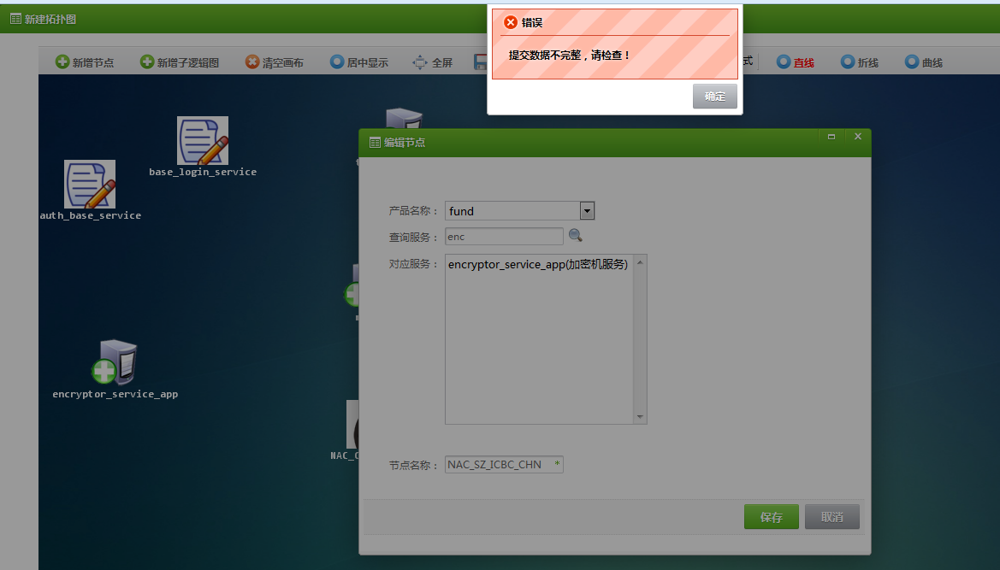 新建拓扑图
错误
提交数据不完整，请检查！
确定
新增节点
新增子逻辑图
清空画布
居中显示
全屏
式
直线
折线
曲线
base_login_service
auth_base_service
encryptor_service_app
NAC_C
编辑节点
产品名称：
fund
查询服务：
enc
对应服务：
encryptor_service_app(加密机服务)
节点名称：
NAC_SZ_ICBC_CHN *
保存
取消